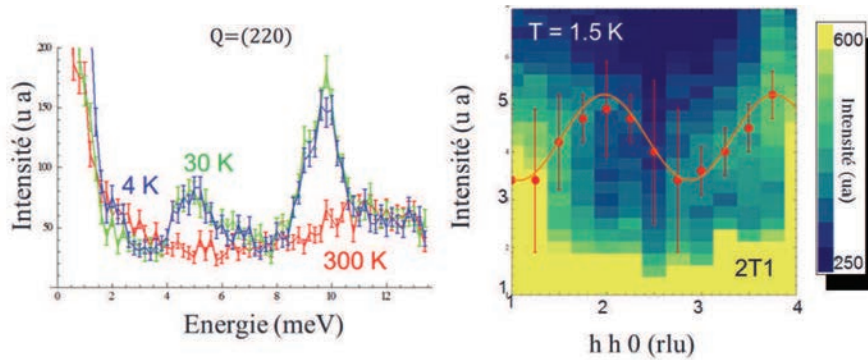 Q=(220)
Intensité (u a)
200
150
100
50
4 K
30 K
300 K
0
2
4
6
8
10
12
Energie (meV)
T = 1.5 K
Intensité (u a)
5
4
3
2
1
1
2
3
4
2T1
h h 0 (rlu)
600
250
Intensité
(ua)